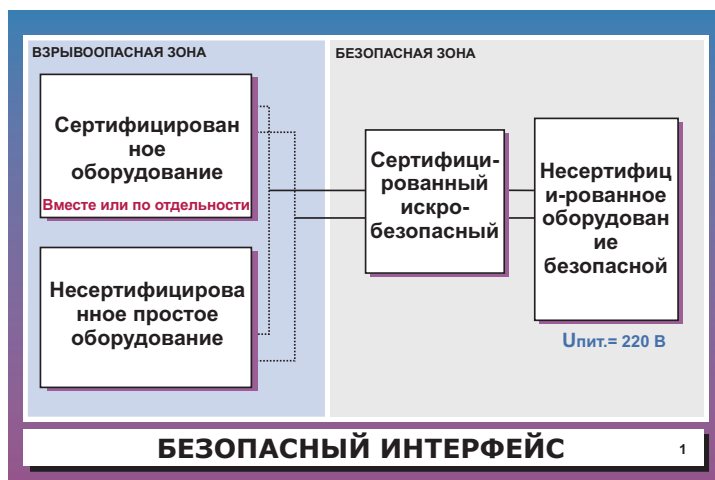 ВЗРЫВООПАСНАЯ ЗОНА
БЕЗОПАСНАЯ ЗОНА
Сертифицирован
ное
оборудование
Вместе или по отдельности
Несертифицирова
нное простое
оборудование
Сертифици-
рованный
искро-
безопасный
Несертифиц
и-рованное
оборудован
ие
безопасной
Uпит.= 220 В
БЕЗОПАСНЫЙ ИНТЕРФЕЙС
1